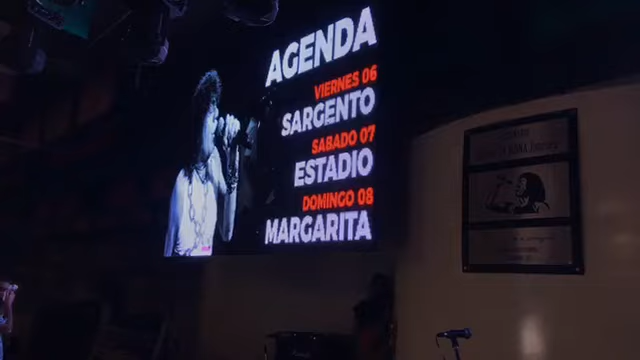 AGENDA
VIERNES 06
SARGENTO
SABADO 07
ESTADIO
DOMINGO 08
MARGARITA